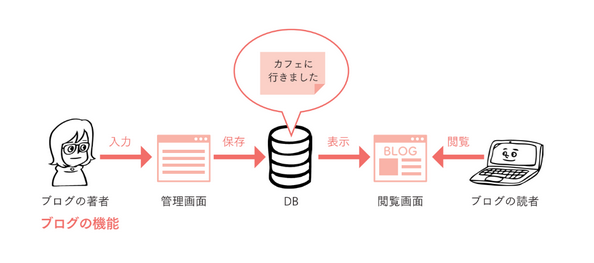 カフェに
行きました
入力
保存
表示
閲覧
BLOG
ブログの著者
管理画面
DB
閲覧画面
ブログの読者
ブログの機能